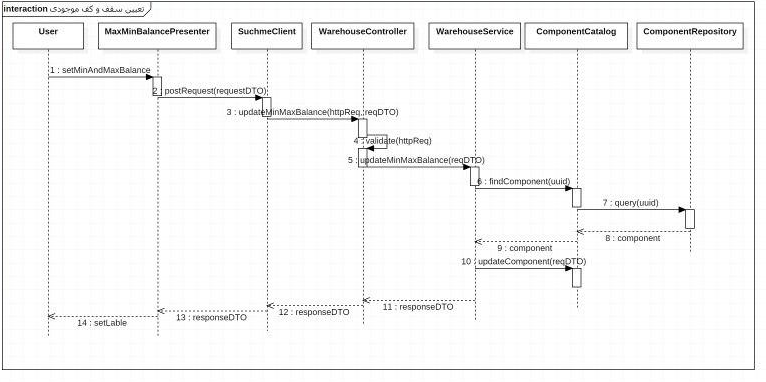 interaction تعیین سقف و کف موجودی
User
MaxMinBalancePresenter
SuchmeClient
WarehouseController
WarehouseService
ComponentCatalog
ComponentRepository
1 : setMinAndMaxBalance
2 : postRequest(requestDTO)
3 : updateMinMaxBalance(httpReq, reqDTO)
4 : validate(httpReq)
5 : updateMinMaxBalance(reqDTO)
6 : findComponent(uuid)
7 : query(uuid)
8 : component
9 : component
10 : updateComponent(reqDTO)
11 : responseDTO
12 : responseDTO
13 : responseDTO
14 : setLable